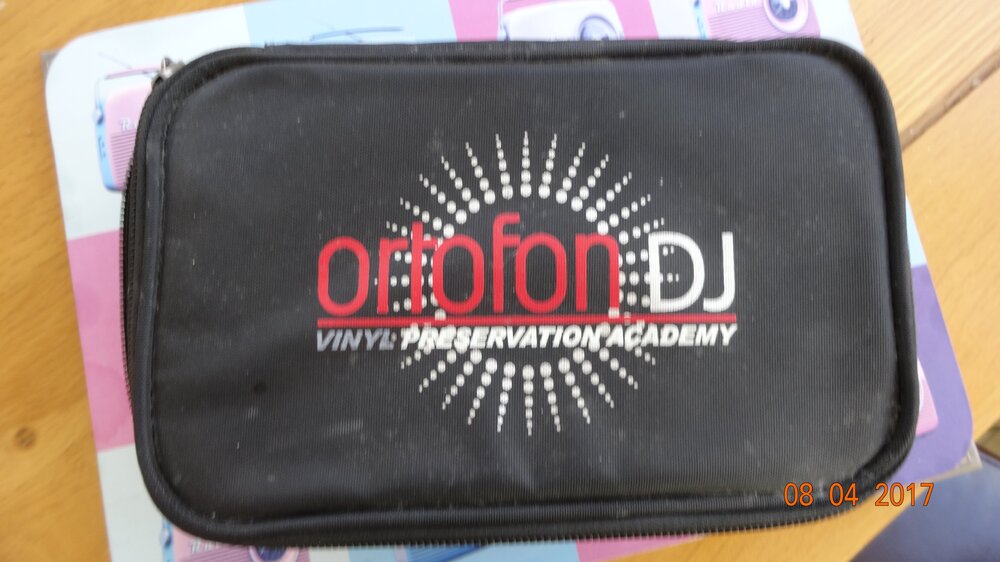 ortofon DJ
VINYL PRESERVATION ACADEMY
08 04 2017